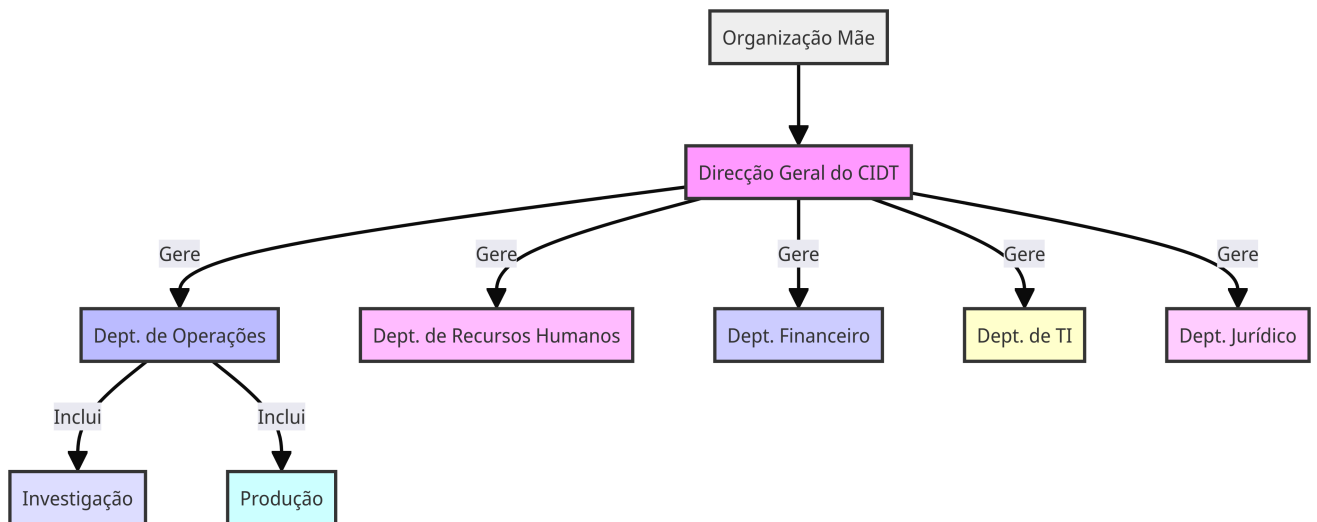 Organização Mãe
Direcção Geral do CIDT
Gere
Gere
Gere
Gere
Gere
Dept. de Operações
Dept. de Recursos Humanos
Dept. Financeiro
Dept. de TI
Dept. Jurídico
Inclui
Inclui
Investigação
Produção